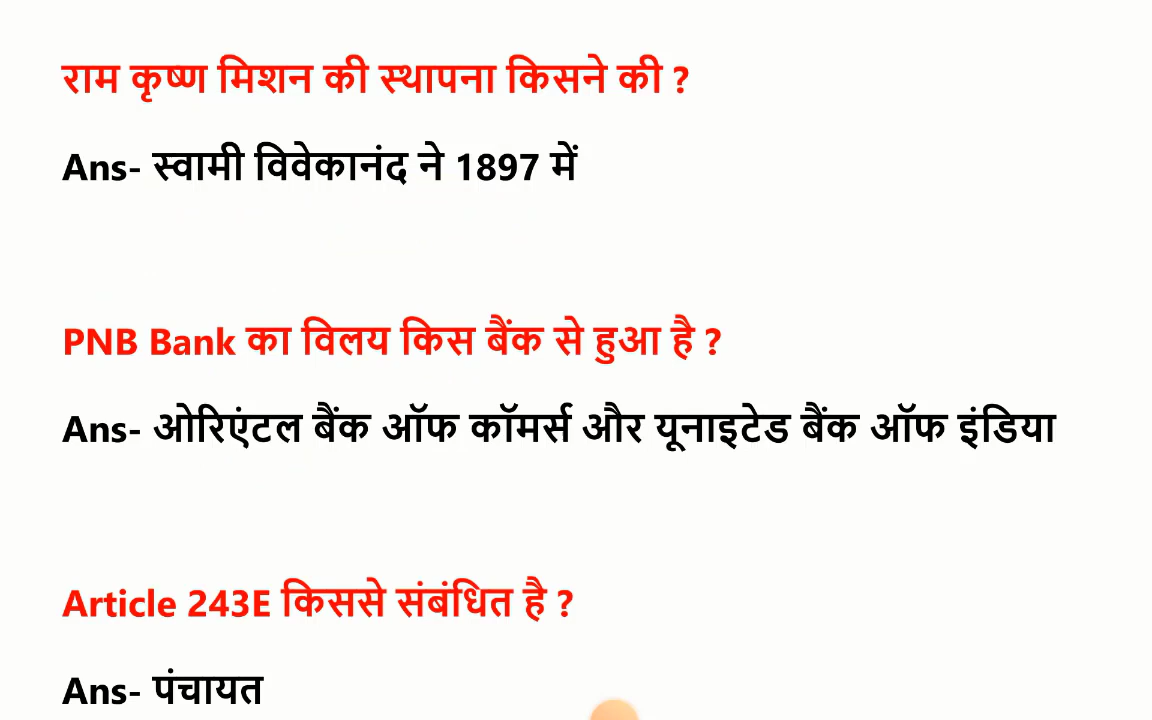 राम कृष्ण मिशन की स्थापना किसने की ?
Ans- स्वामी विवेकानंद ने 1897 में
PNB Bank का विलय किस बैंक से हुआ है ?
Ans- ओरिएंटल बैंक ऑफ कॉमर्स और यूनाइटेड बैंक ऑफ इंडिया
Article 243E किससे संबंधित है ?
Ans- पंचायत